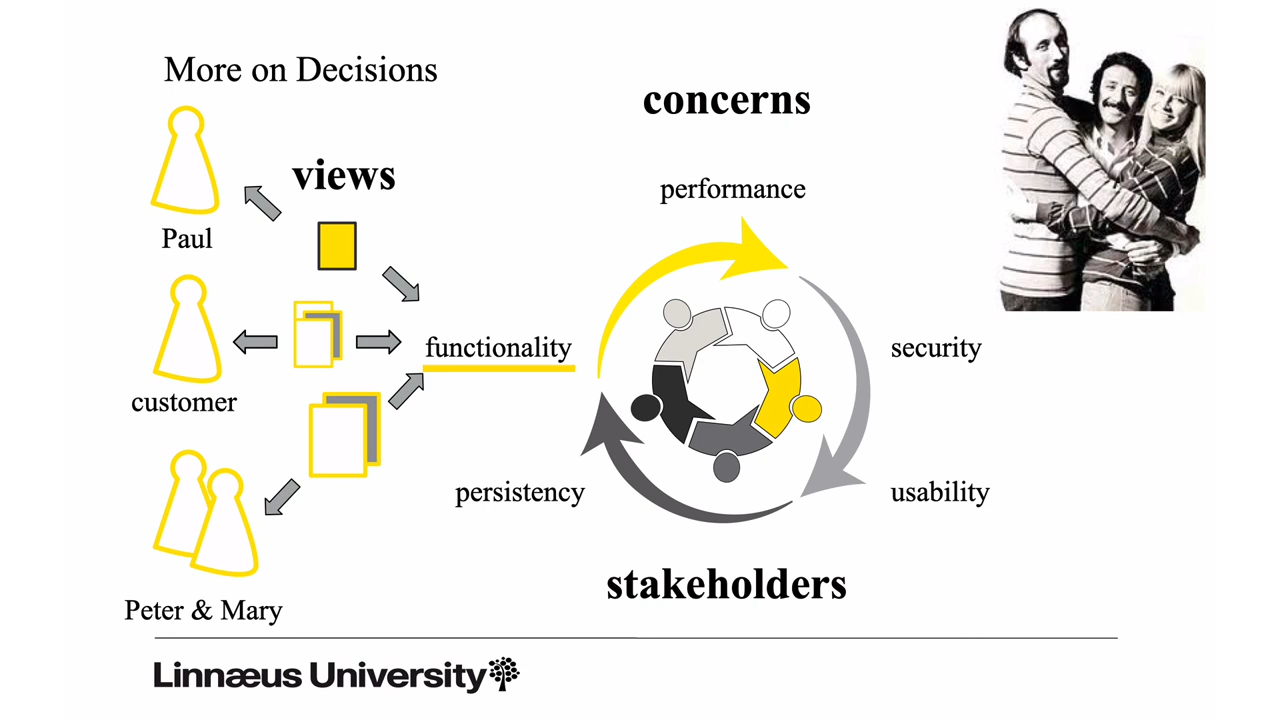 More on Decisions
concerns
views
performance
Paul
functionality
security
customer
persistency
usability
stakeholders
Peter & Mary
Linnæus University